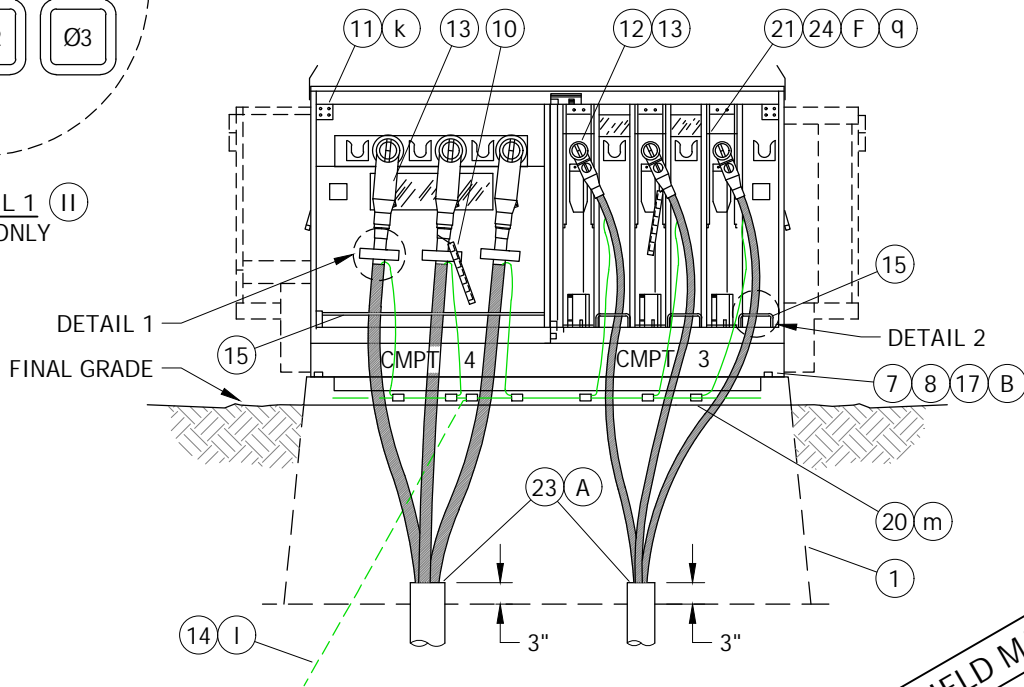 Ø3
11 k 13 10 12 13 21 24 F q
L 1 II
ONLY
15
DETAIL 1
DETAIL 2
15
FINAL GRADE
CMPT 4
CMPT 3
7 8 17 B
23 A
20 m
1
14 l
3"
3"
IELD M